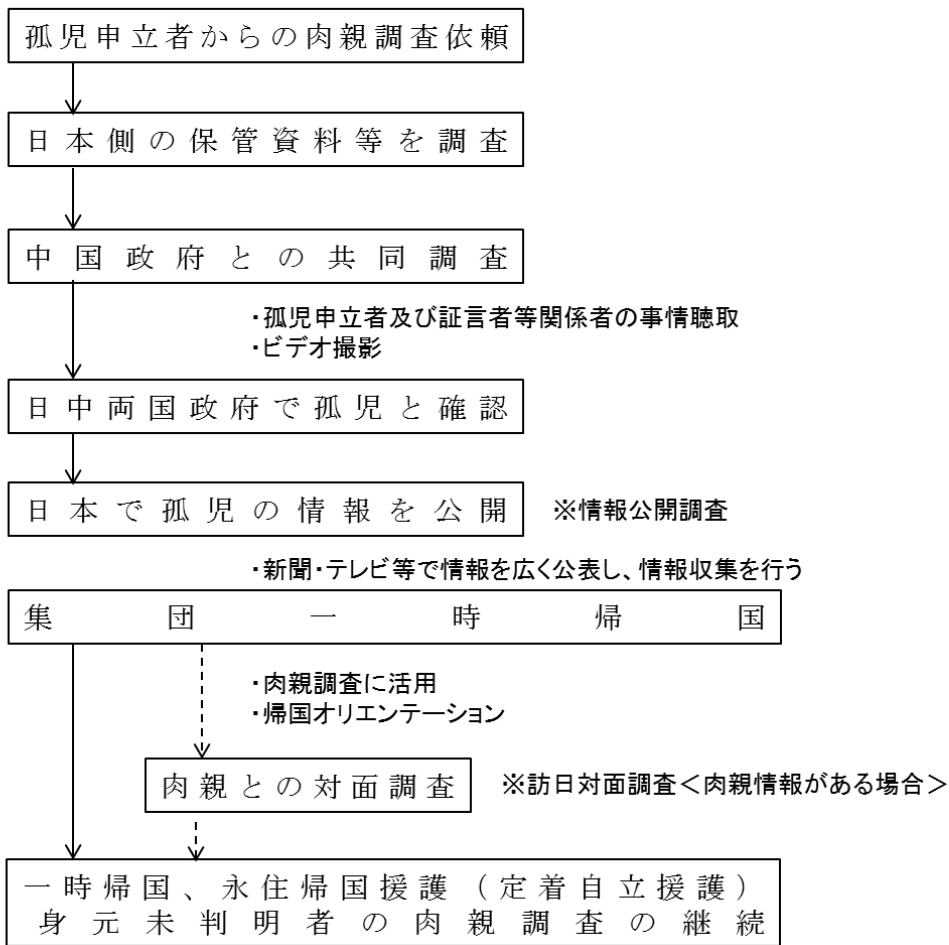 孤児申立者からの肉親調査依頼
日本側の保管資料等を調査
中国政府との共同調査
・孤児申立者及び証言者等関係者の事情聴取
・ビデオ撮影
日中両国政府で孤児と確認
日本で孤児の情報を公開 ※情報公開調査
・新聞・テレビ等で情報を広く公表し、情報収集を行う
集団一時帰国
・肉親調査に活用
・帰国オリエンテーション
肉親との対面調査 ※訪日対面調査<肉親情報がある場合>
一時帰国、永住帰国援護(定着自立援護)
身元未判明者の肉親調査の継続